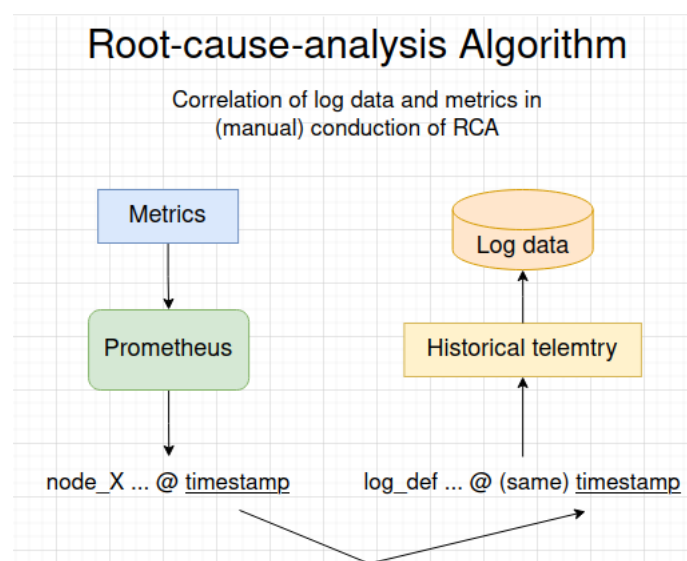 Root-cause-analysis Algorithm
Correlation of log data and metrics in
(manual) conduction of RCA
Metrics
Log data
Prometheus
Historical telemtry
node_X ... @ timestamp
log_def ... @ (same) timestamp